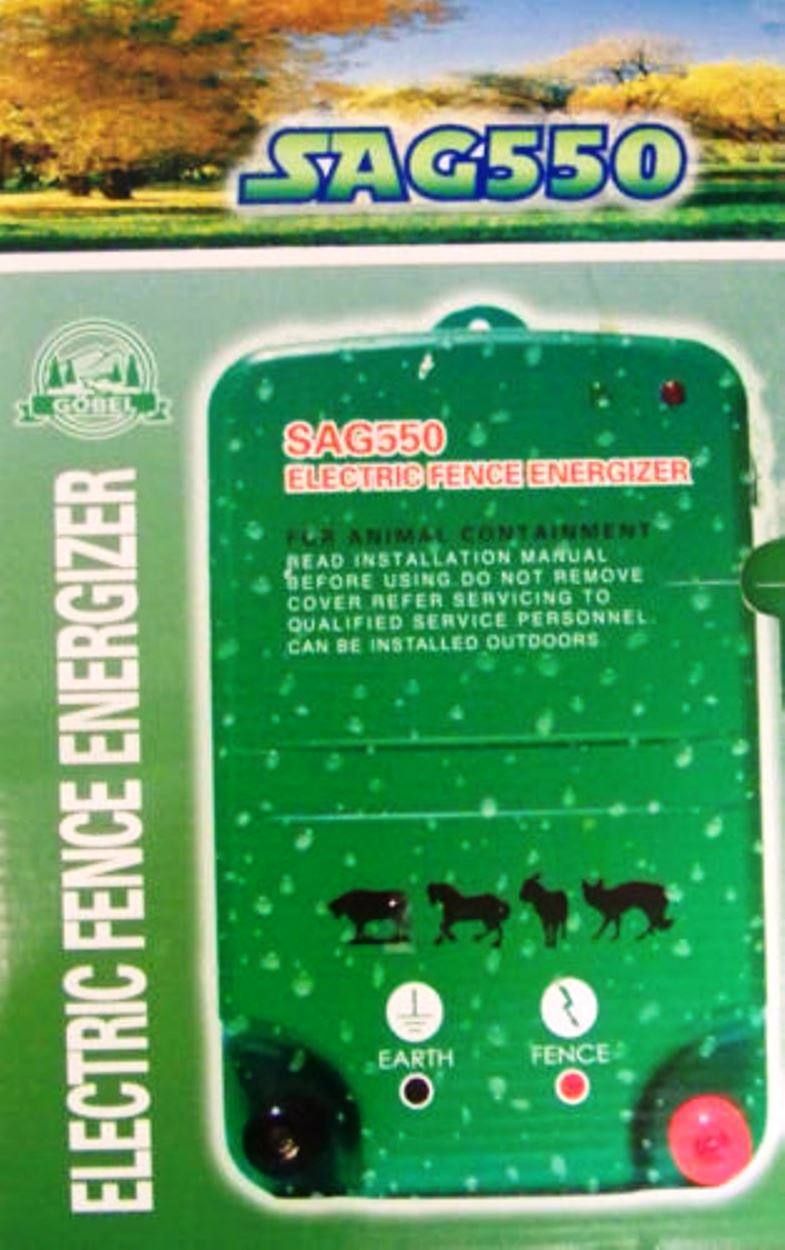 SAG550
GOBEL
ELECTRIC FENCE ENERGIZER
SAG550
ELECTRIC FENCE ENERGIZER
FOR ANIMAL CONTAINMENT
READ INSTALLATION MANUAL
BEFORE USING DO NOT REMOVE
COVER REFER SERVICING TO
QUALIFIED SERVICE PERSONNEL.
CAN BE INSTALLED OUTDOORS
EARTH
FENCE